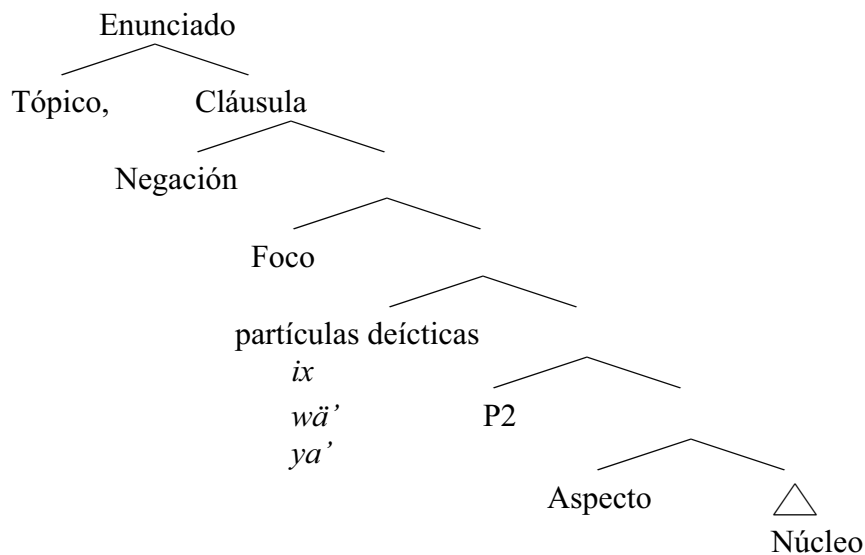 Enunciado
Tópico, Cláusula
Negación
Foco
partículas deícticas
ix
wä’ P2
ya’
Aspecto
Núcleo